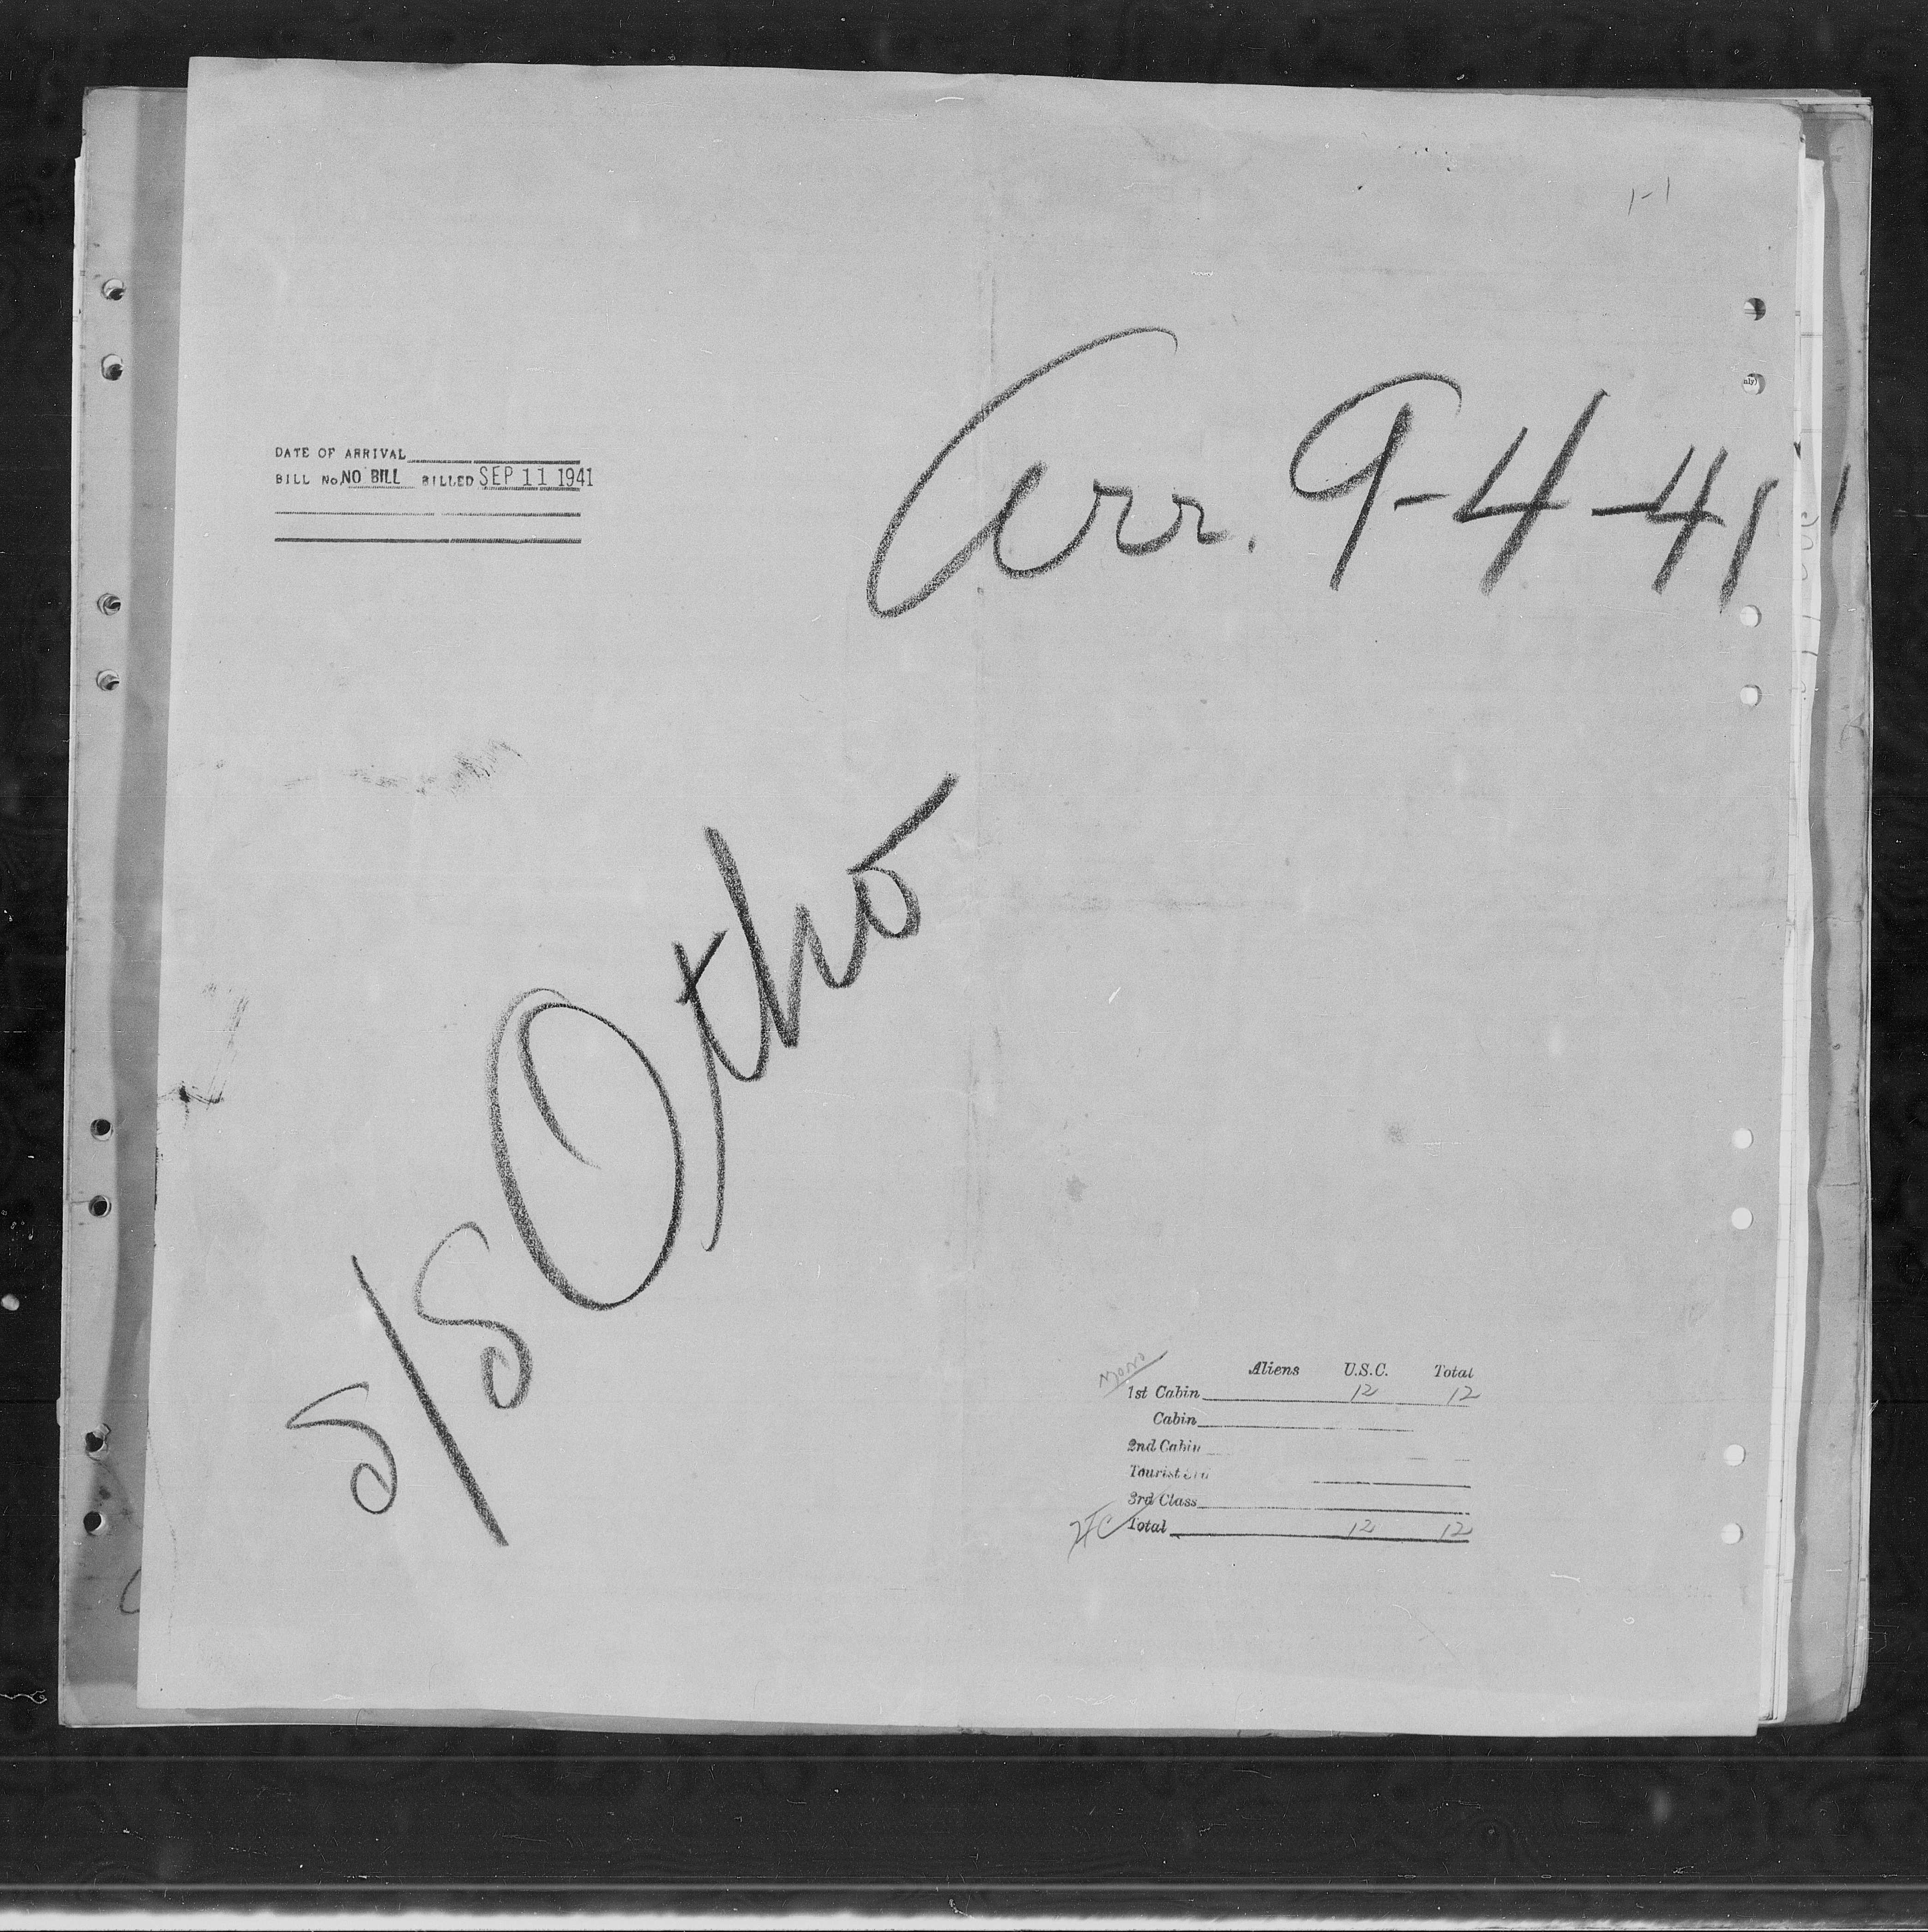 1-1
Arr. 9-4-41
DATE OF ARRIVAL
BILL No. NO BILL BILLED SEP 11 1941
S/S Otho
Aliens U.S.C. Total
1st Cabin 12 12
Cabin
2nd Cabin
Tourist 3rd
3rd Class
Total 12 12